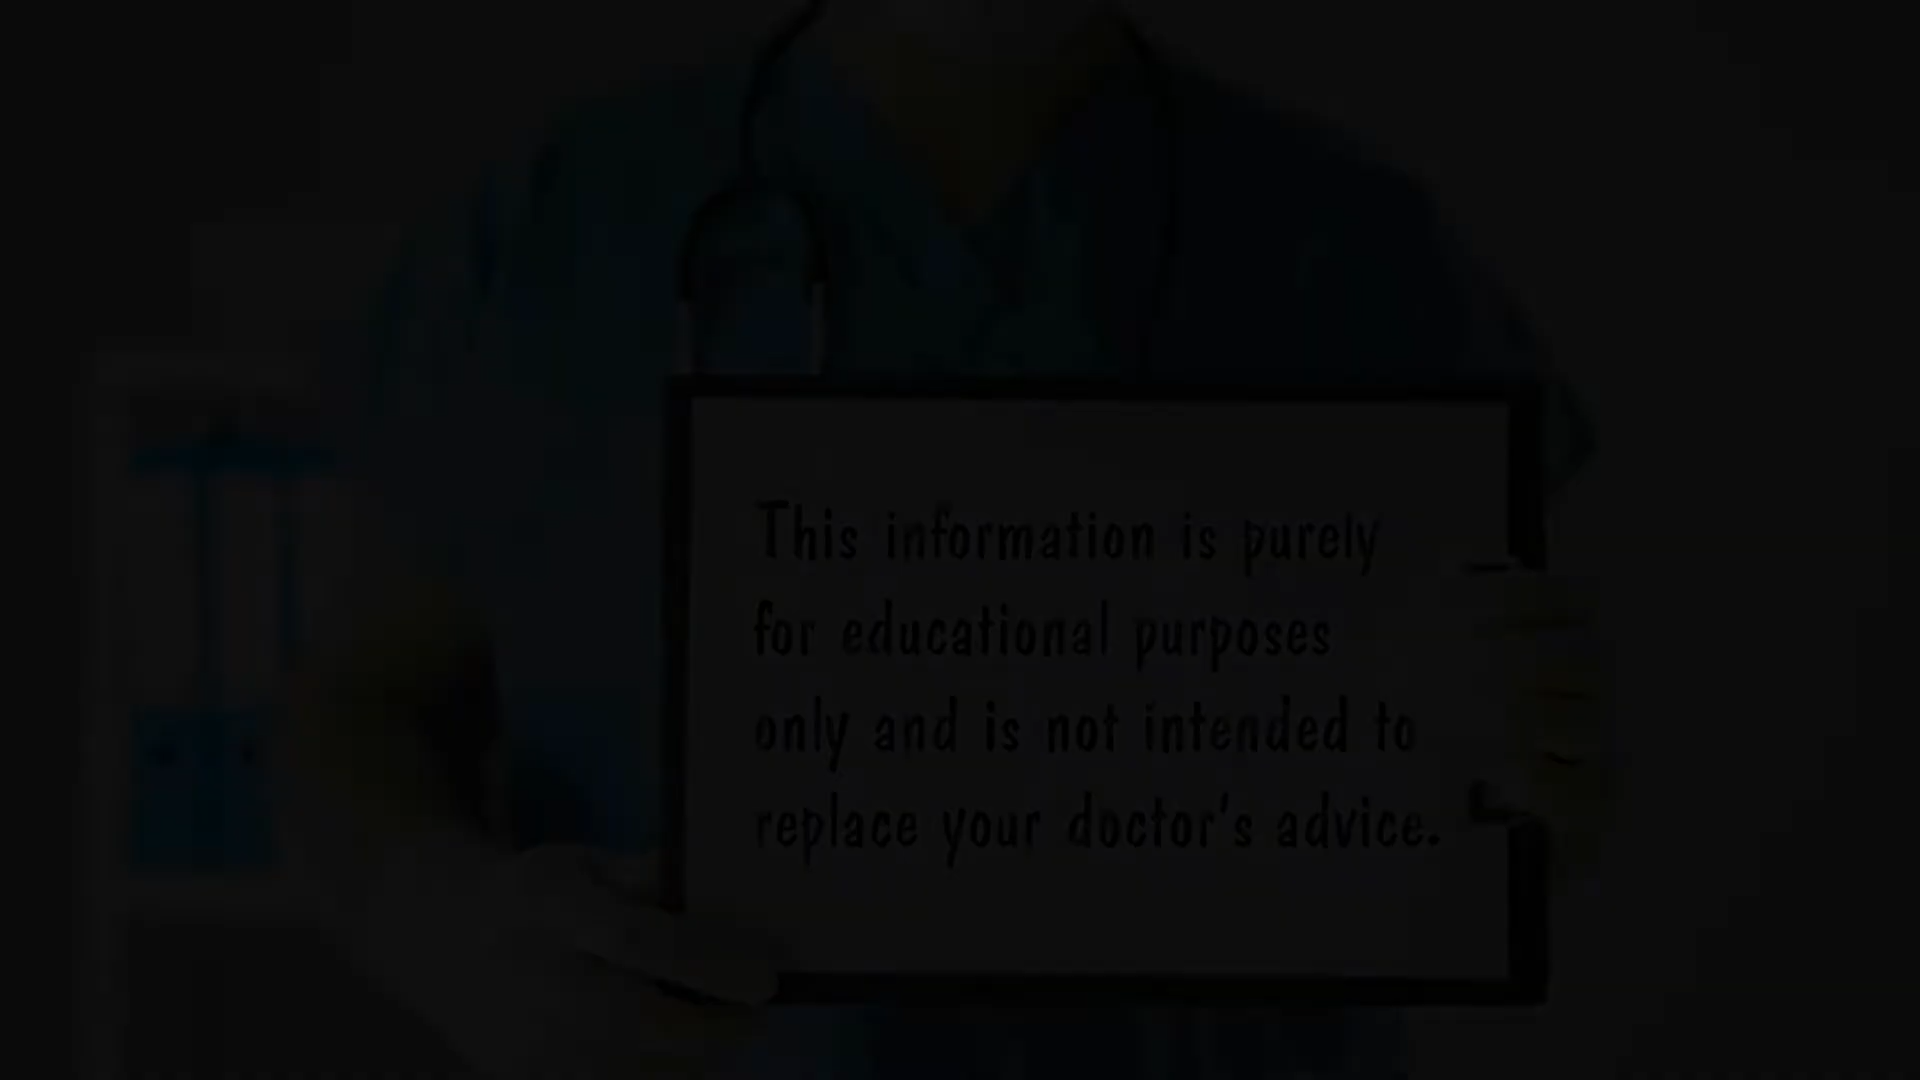 This information is purely
for educational purposes
only and is not intended to
replace your doctor's advice.